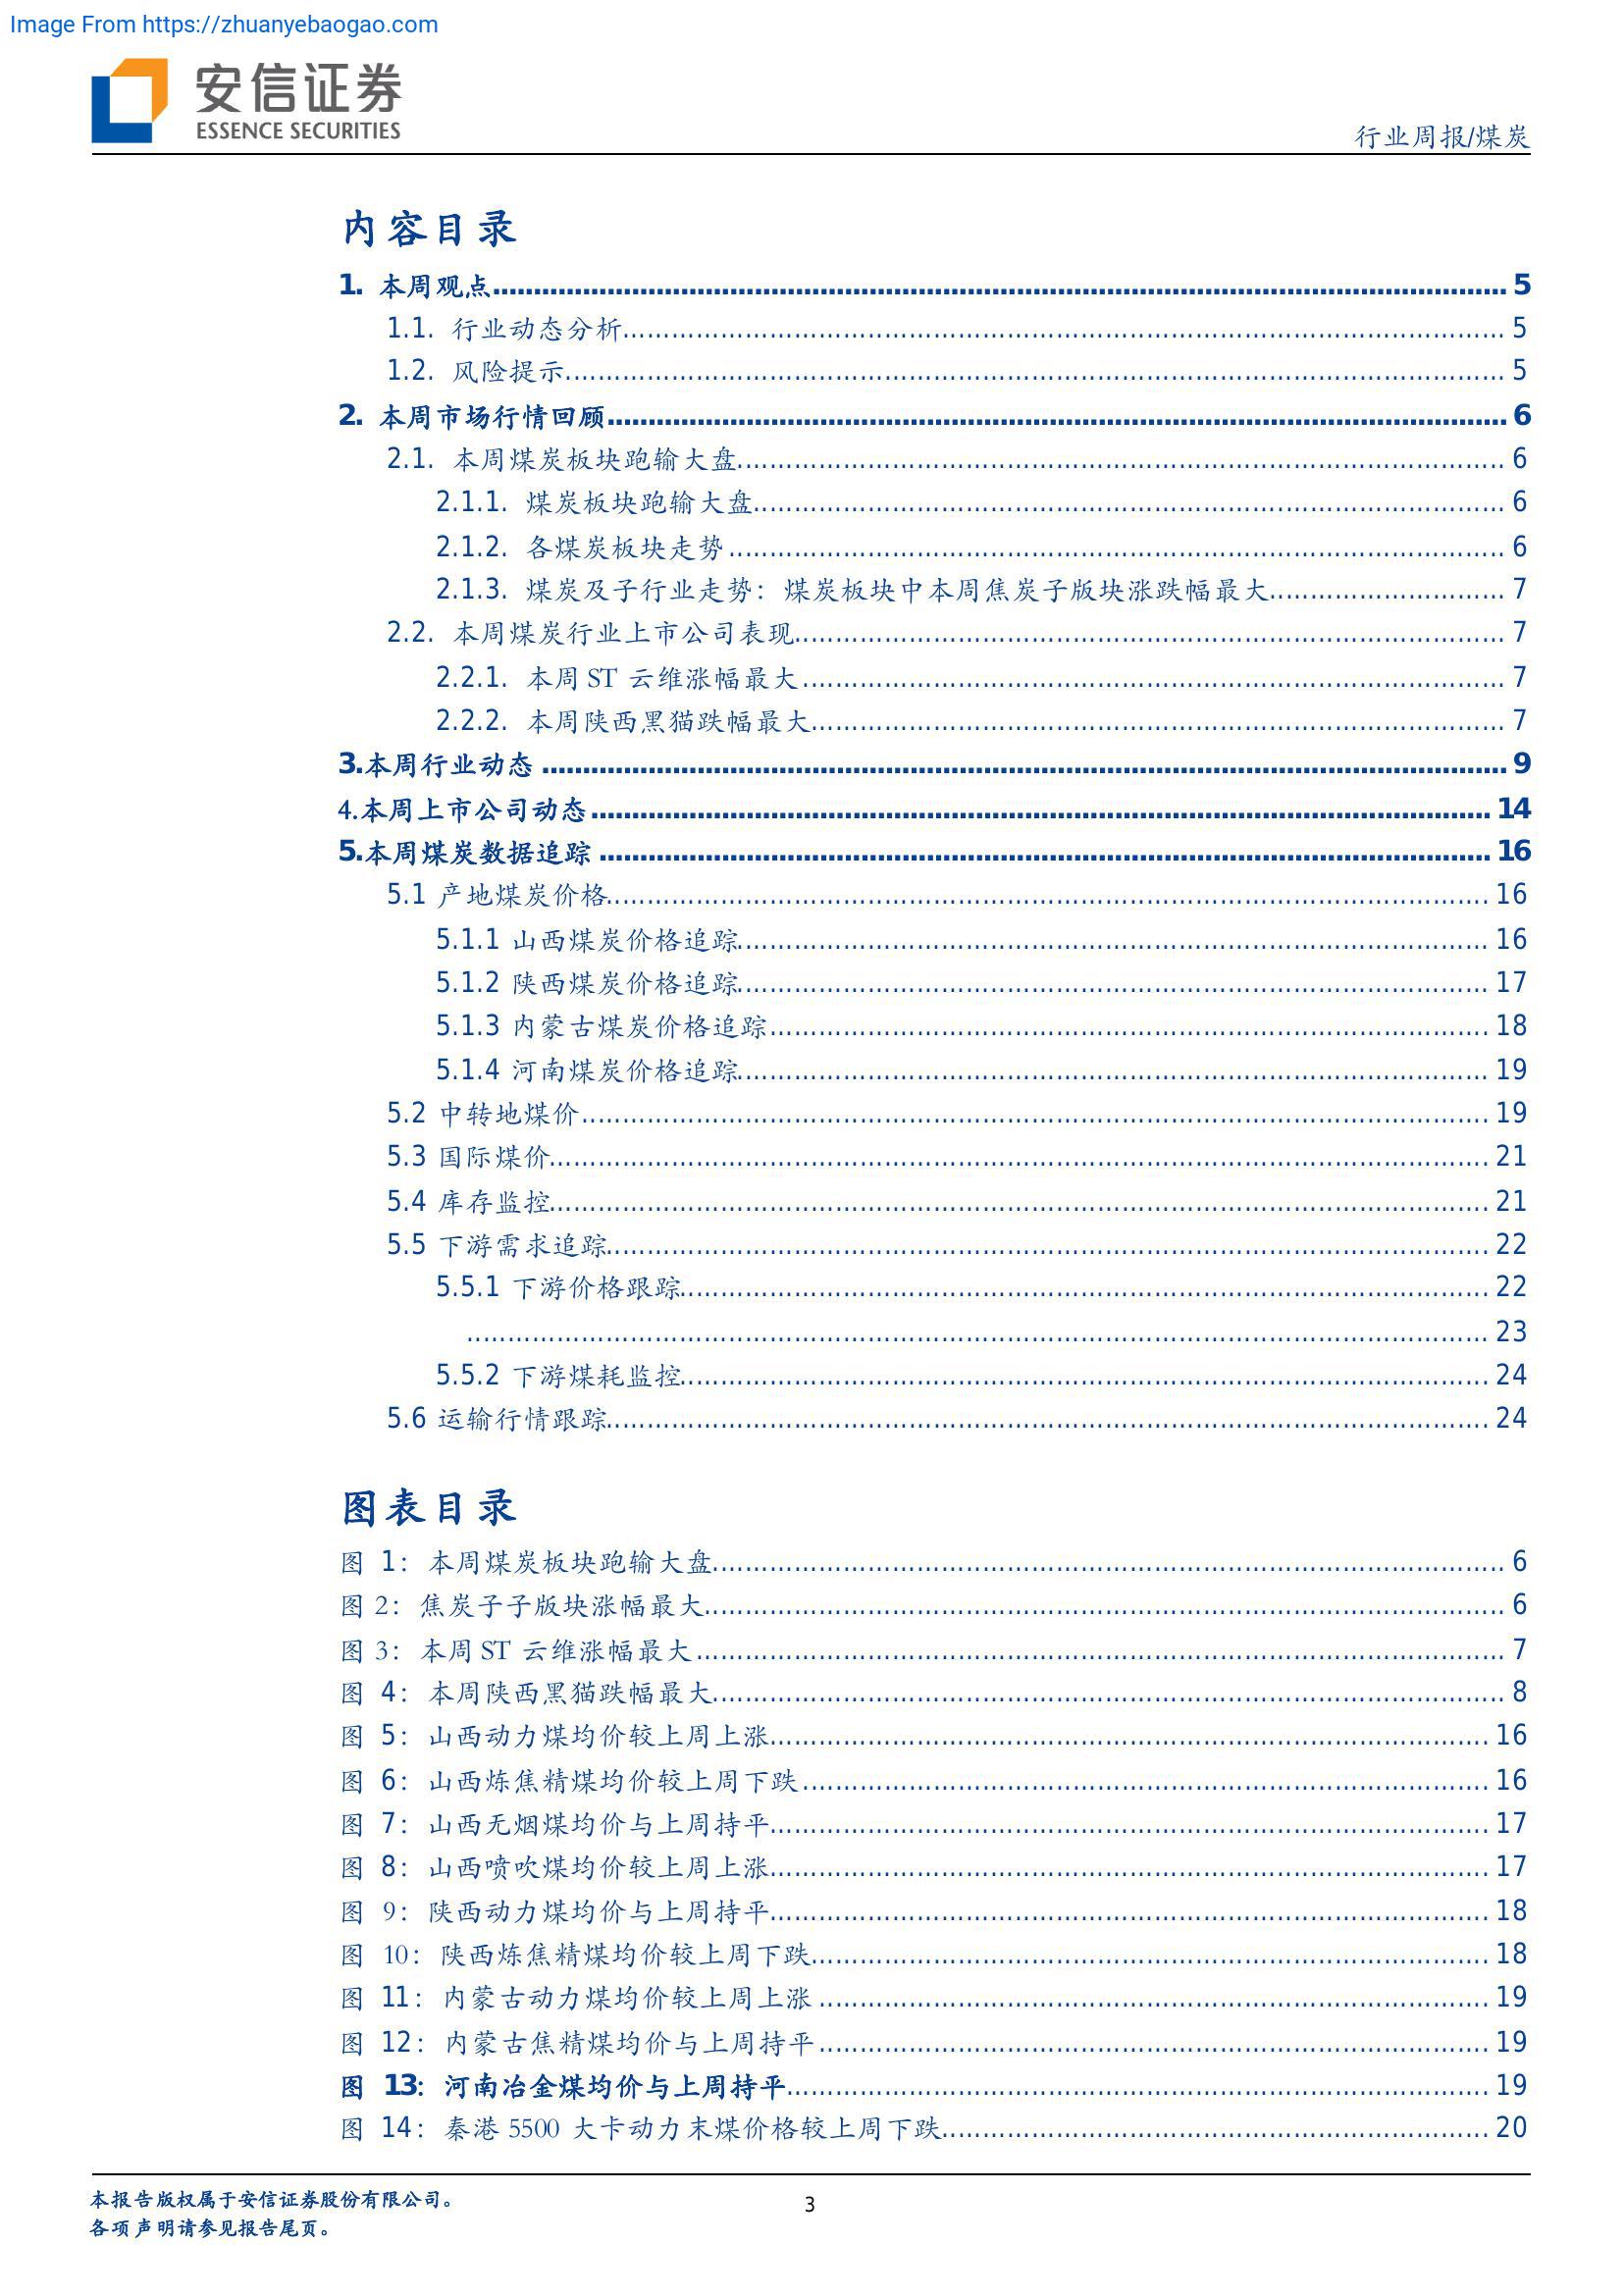 Image From https://zhuanyebaogao.com
安信证券
ESSENCE SECURITIES
行业周报/煤炭
内容目录
1. 本周观点 5
1.1. 行业动态分析 5
1.2. 风险提示 5
2. 本周市场行情回顾 6
2.1. 本周煤炭板块跑输大盘 6
2.1.1. 煤炭板块跑输大盘 6
2.1.2. 各煤炭板块走势 6
2.1.3. 煤炭及子行业走势：煤炭板块中本周焦炭子版块涨跌幅最大 7
2.2. 本周煤炭行业上市公司表现 7
2.2.1. 本周 ST 云维涨幅最大 7
2.2.2. 本周陕西黑猫跌幅最大 7
3.本周行业动态 9
4.本周上市公司动态 14
5.本周煤炭数据追踪 16
5.1 产地煤炭价格 16
5.1.1 山西煤炭价格追踪 16
5.1.2 陕西煤炭价格追踪 17
5.1.3 内蒙古煤炭价格追踪 18
5.1.4 河南煤炭价格追踪 19
5.2 中转地煤价 19
5.3 国际煤价 21
5.4 库存监控 21
5.5 下游需求追踪 22
5.5.1 下游价格跟踪 22
23
5.5.2 下游煤耗监控 24
5.6 运输行情跟踪 24
图表目录
图 1：本周煤炭板块跑输大盘 6
图 2：焦炭子子版块涨幅最大 6
图 3：本周 ST 云维涨幅最大 7
图 4：本周陕西黑猫跌幅最大 8
图 5：山西动力煤均价较上周上涨 16
图 6：山西炼焦精煤均价较上周下跌 16
图 7：山西无烟煤均价与上周持平 17
图 8：山西喷吹煤均价较上周上涨 17
图 9：陕西动力煤均价与上周持平 18
图 10：陕西炼焦精煤均价较上周下跌 18
图 11：内蒙古动力煤均价较上周上涨 19
图 12：内蒙古焦精煤均价与上周持平 19
图 13：河南冶金煤均价与上周持平 19
图 14：秦港 5500 大卡动力末煤价格较上周下跌 20
本报告版权属于安信证券股份有限公司。
3
各项声明请参见报告尾页。